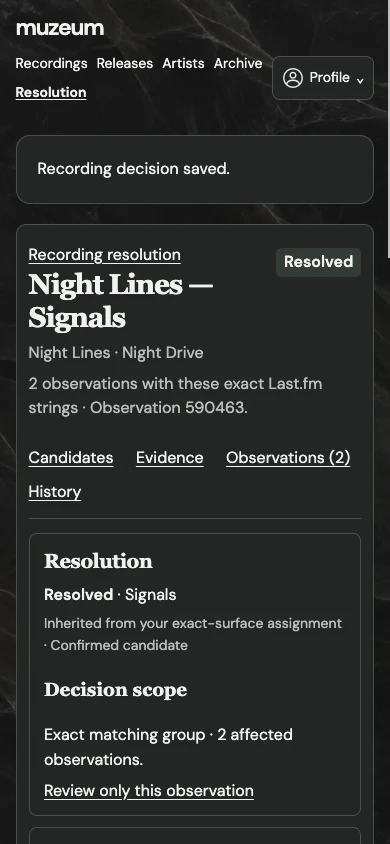 muzeum
Recordings Releases Artists Archive
Profile
Resolution
Recording decision saved.
Recording resolution
Resolved
Night Lines —
Signals
Night Lines · Night Drive
2 observations with these exact Last.fm
strings · Observation 590463.
Candidates Evidence Observations (2)
History
Resolution
Resolved · Signals
Inherited from your exact-surface assignment
· Confirmed candidate
Decision scope
Exact matching group · 2 affected
observations.
Review only this observation